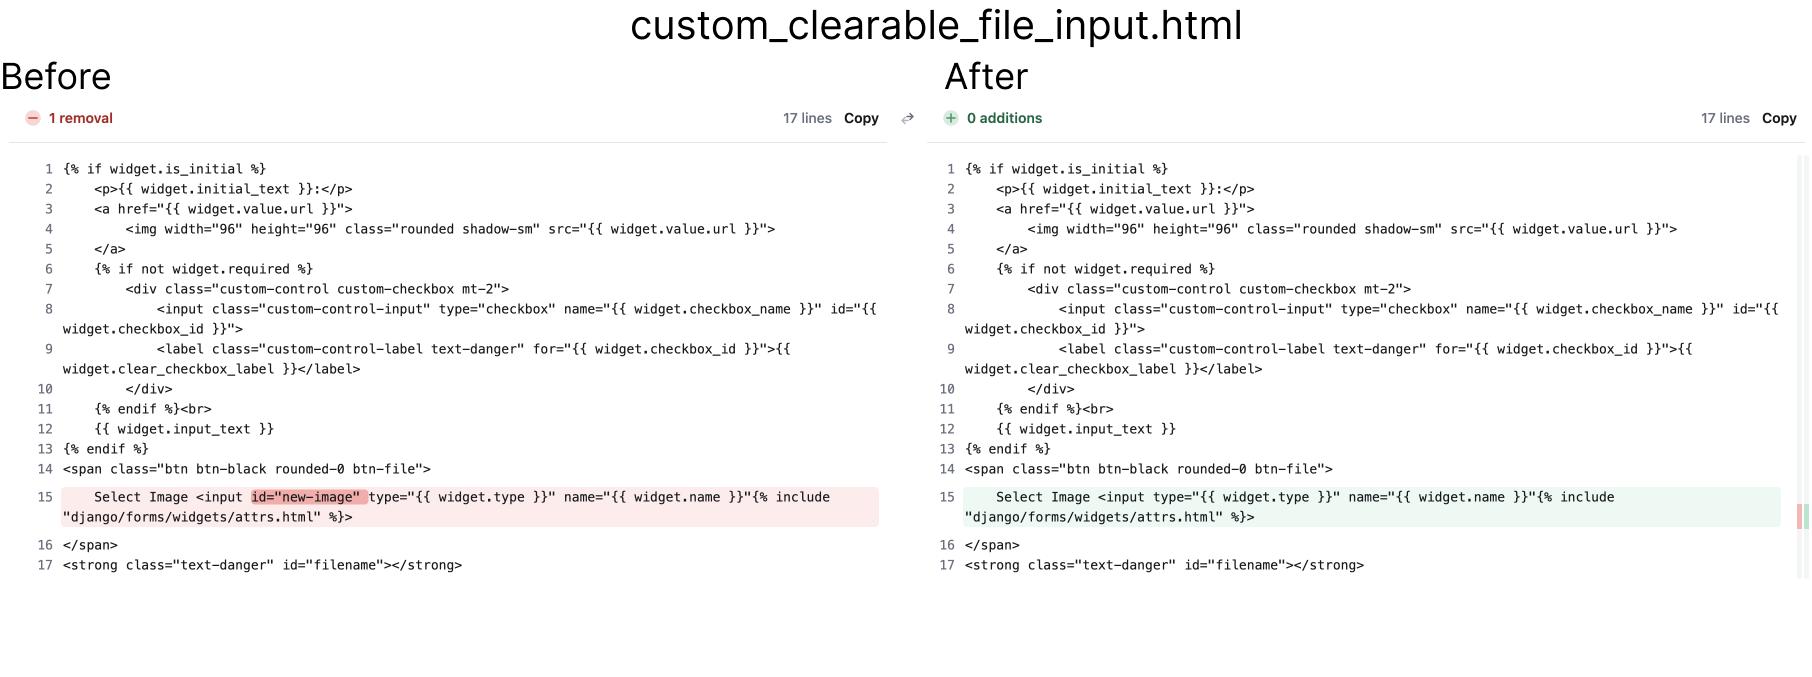 custom_clearable_file_input.html
Before
1 removal
17 lines Copy
1 {% if widget.is_initial %}
2     <p>{{ widget.initial_text }}:</p>
3     <a href="{{ widget.value.url }}">
4         <img width="96" height="96" class="rounded shadow-sm" src="{{ widget.value.url }}">
5     </a>
6     {% if not widget.required %}
7         <div class="custom-control custom-checkbox mt-2">
8             <input class="custom-control-input" type="checkbox" name="{{ widget.checkbox_name }}" id="{{
widget.checkbox_id }}">
9             <label class="custom-control-label text-danger" for="{{ widget.checkbox_id }}">{{
widget.clear_checkbox_label }}</label>
10         </div>
11     {% endif %}<br>
12     {{ widget.input_text }}
13 {% endif %}
14 <span class="btn btn-black rounded-0 btn-file">
15     Select Image <input id="new-image" type="{{ widget.type }}" name="{{ widget.name }}"{% include
"django/forms/widgets/attrs.html" %}>
16 </span>
17 <strong class="text-danger" id="filename"></strong>
After
0 additions
17 lines Copy
1 {% if widget.is_initial %}
2     <p>{{ widget.initial_text }}:</p>
3     <a href="{{ widget.value.url }}">
4         <img width="96" height="96" class="rounded shadow-sm" src="{{ widget.value.url }}">
5     </a>
6     {% if not widget.required %}
7         <div class="custom-control custom-checkbox mt-2">
8             <input class="custom-control-input" type="checkbox" name="{{ widget.checkbox_name }}" id="{{
widget.checkbox_id }}">
9             <label class="custom-control-label text-danger" for="{{ widget.checkbox_id }}">{{
widget.clear_checkbox_label }}</label>
10         </div>
11     {% endif %}<br>
12     {{ widget.input_text }}
13 {% endif %}
14 <span class="btn btn-black rounded-0 btn-file">
15     Select Image <input type="{{ widget.type }}" name="{{ widget.name }}"{% include
"django/forms/widgets/attrs.html" %}>
16 </span>
17 <strong class="text-danger" id="filename"></strong>